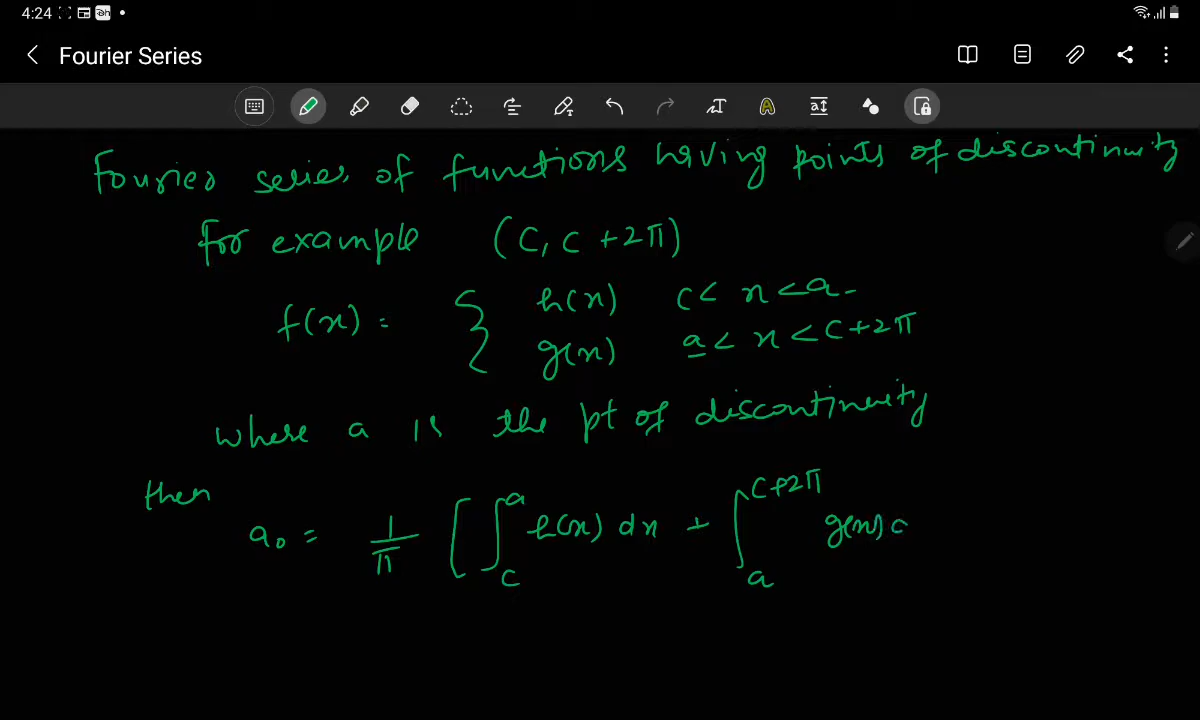 4:24
Fourier Series
Fourier series of functions having points of discontinuity
For example (C, C + 2π)
f(x) = { h(x) c < x < a
g(x) a < x < C + 2π
where a is the pt of discontinuity
then
a₀ = 1/π [ ∫_c^a h(x) dx + ∫_a^{C+2π} g(x) d